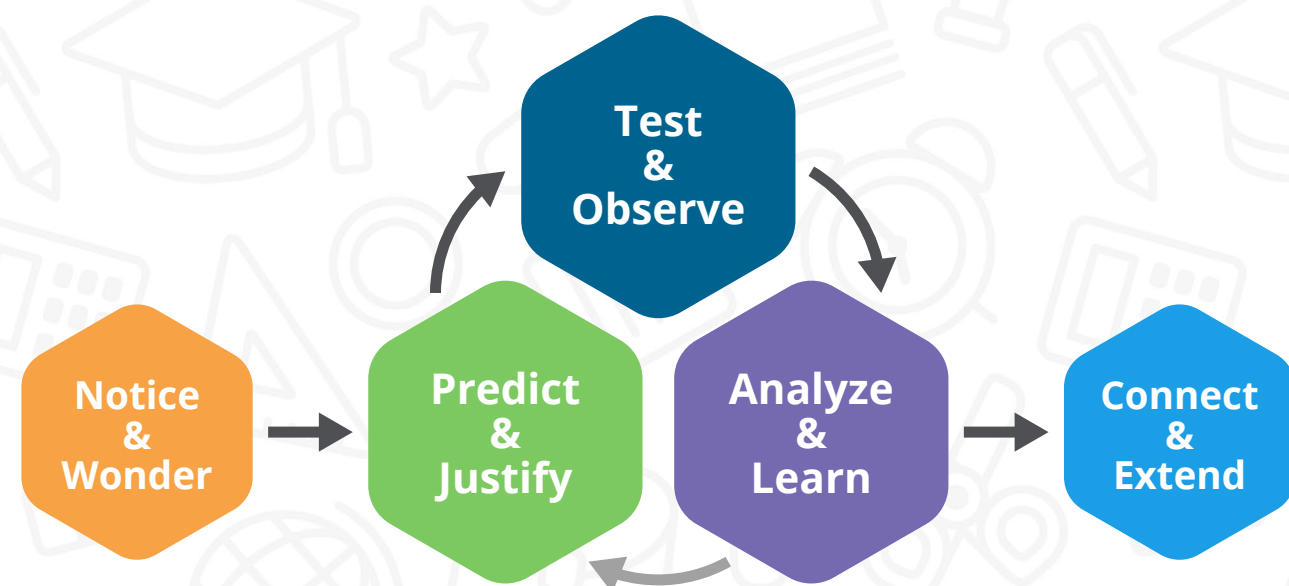 Notice
&
Wonder
Predict
&
Justify
Test
&
Observe
Analyze
&
Learn
Connect
&
Extend